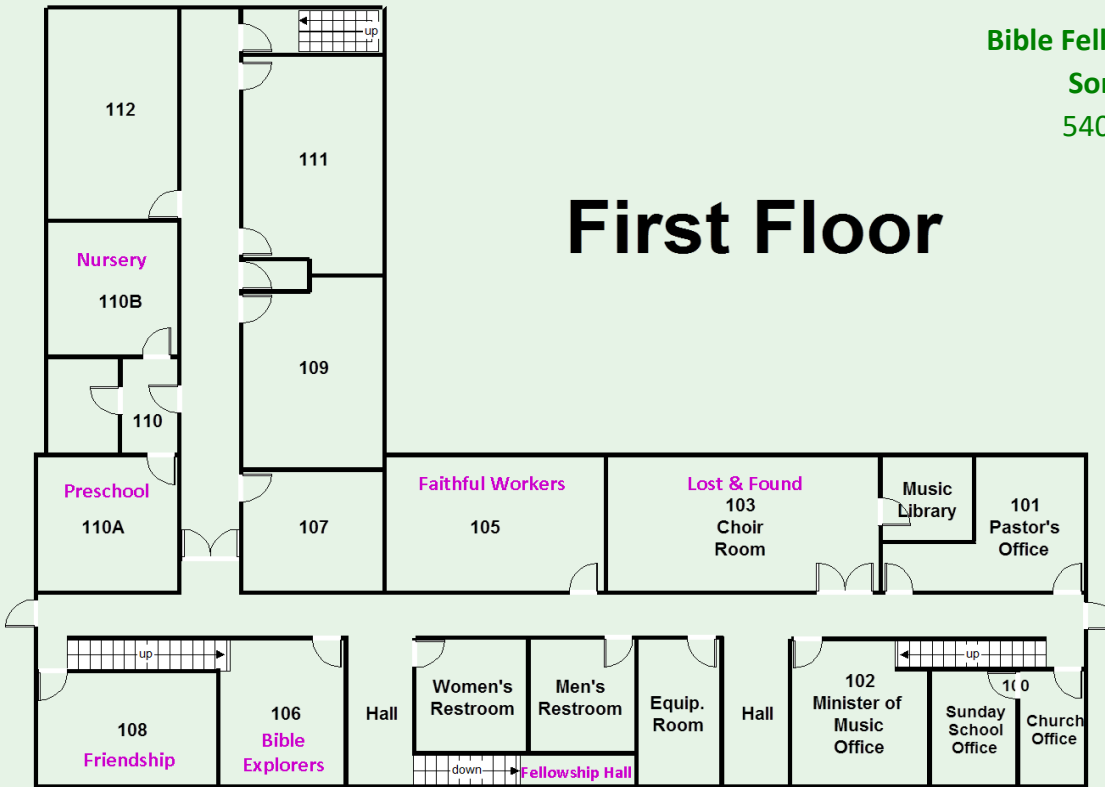 Bible Fell
So
540
First Floor
up
112
111
Nursery
110B
109
110
Preschool
110A
107
Faithful Workers
105
Lost & Found
103
Choir
Room
Music
Library
101
Pastor's
Office
up
108
Friendship
106
Bible
Explorers
Hall
Women's
Restroom
Men's
Restroom
down
Fellowship Hall
Equip.
Room
Hall
102
Minister of
Music
Office
up
100
Sunday
School
Office
Church
Office